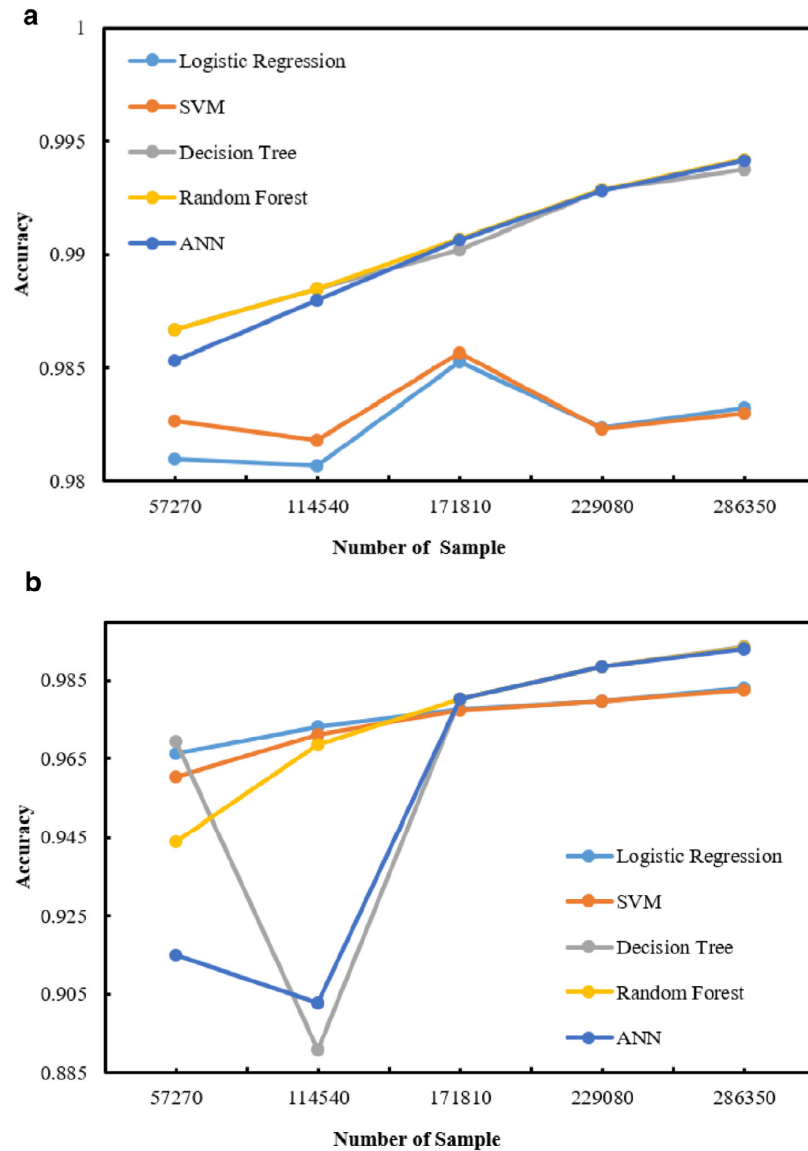 a
1
0.995
0.99
0.985
0.98
Accuracy
Logistic Regression
SVM
Decision Tree
Random Forest
ANN
57270 114540 171810 229080 286350
Number of Sample
b
0.985
0.965
0.945
0.925
0.905
0.885
Accuracy
Logistic Regression
SVM
Decision Tree
Random Forest
ANN
57270 114540 171810 229080 286350
Number of Sample